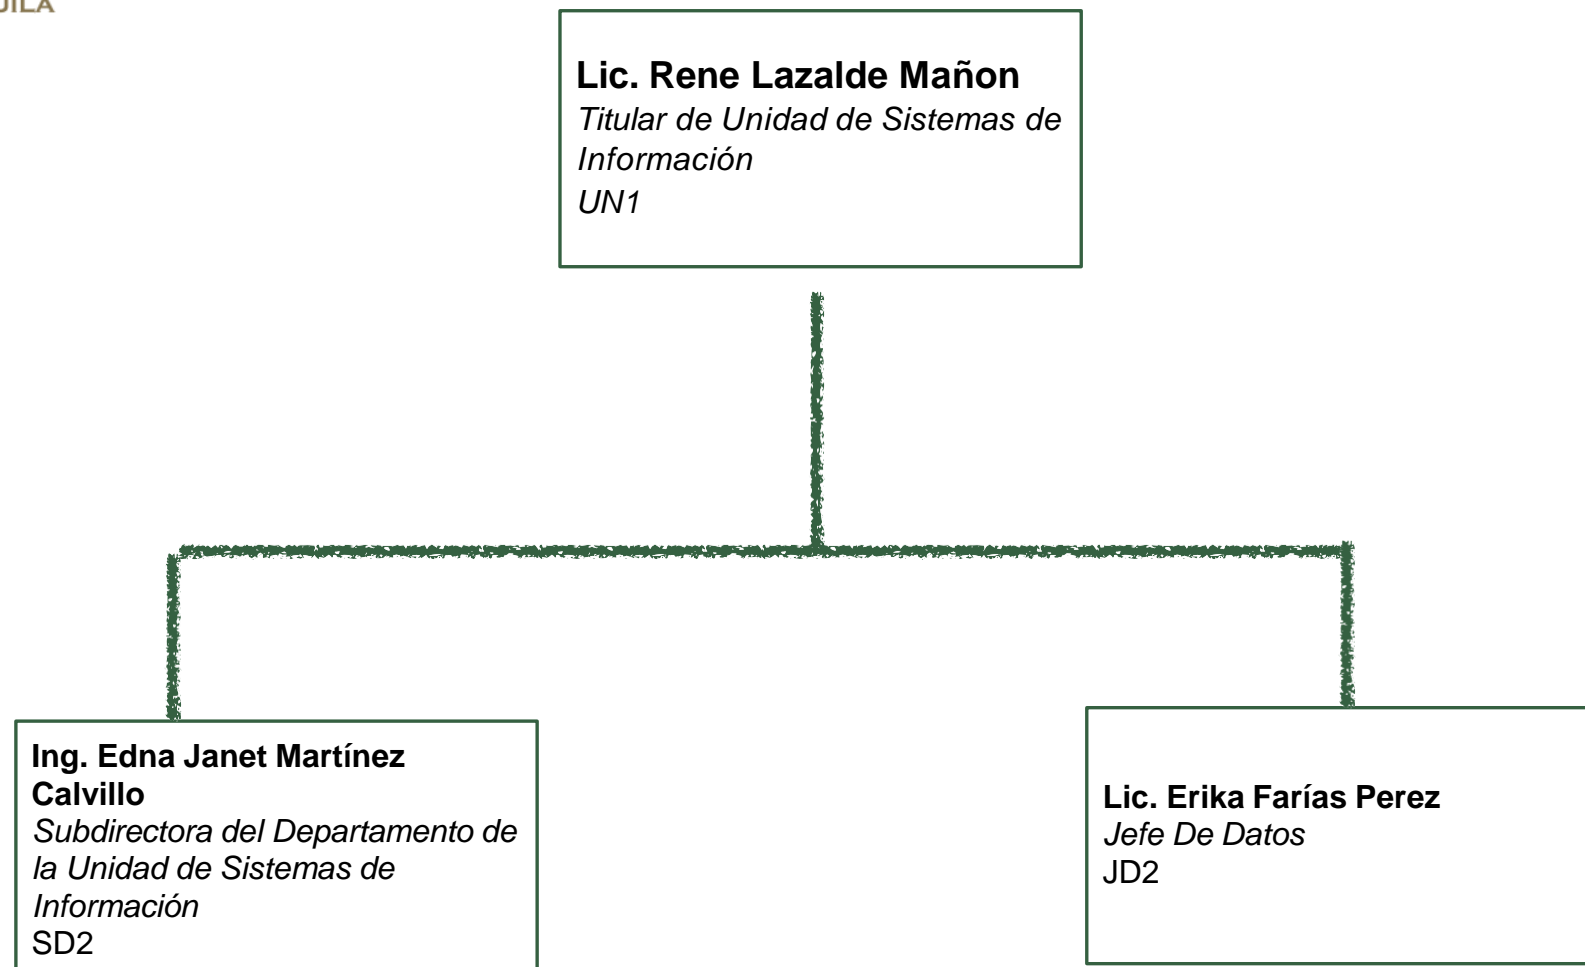 Lic. Rene Lazalde Mañon
Titular de Unidad de Sistemas de
Información
UN1
Ing. Edna Janet Martínez
Calvillo
Subdirectora del Departamento de
la Unidad de Sistemas de
Información
SD2
Lic. Erika Farías Perez
Jefe De Datos
JD2